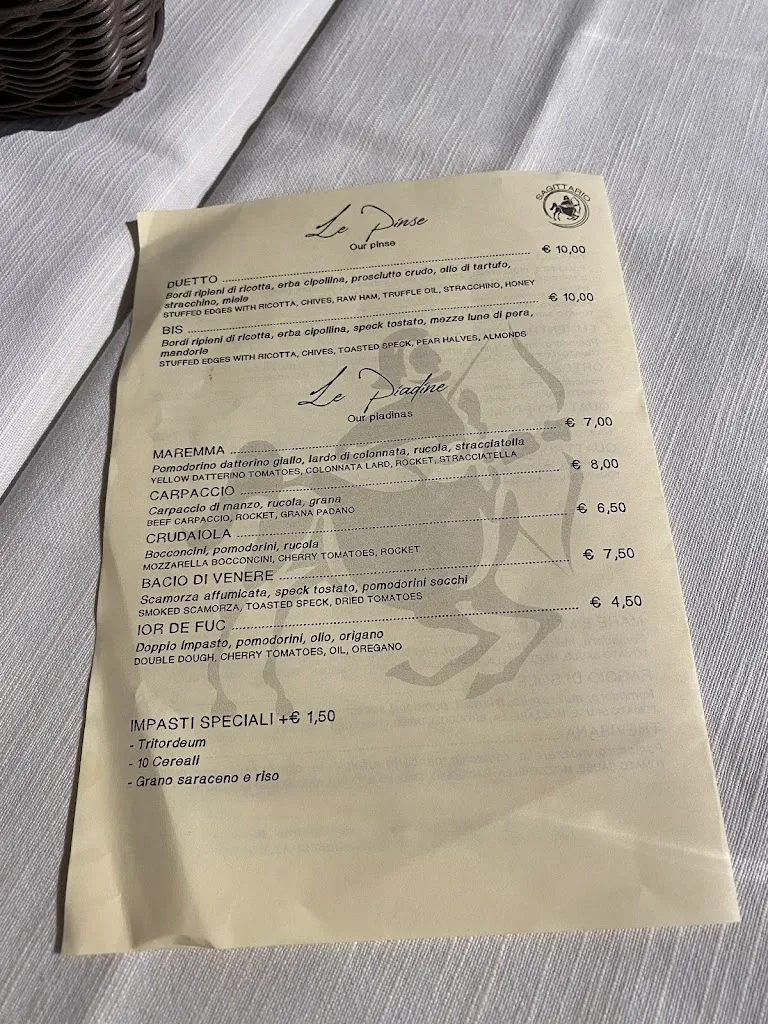 SAGITTARIO
Le Pinse
Our pinse
DUETTO € 10,00
Bordi ripieni di ricotta, erba cipollina, prosciutto crudo, olio di tartufo,
stracchino, miele
STUFFED EDGES WITH RICOTTA, CHIVES, RAW HAM, TRUFFLE OIL, STRACCHINO, HONEY
BIS € 10,00
Bordi ripieni di ricotta, erba cipollina, speck tostato, mezze lune di pera,
mandorle
STUFFED EDGES WITH RICOTTA, CHIVES, TOASTED SPECK, PEAR HALVES, ALMONDS
Le Piadine
Our piadinas
MAREMMA € 7,00
Pomodorino datterino giallo, lardo di colonnata, rucola, stracciatella
YELLOW DATTERINO TOMATOES, COLONNATA LARD, ROCKET, STRACCIATELLA
CARPACCIO € 8,00
Carpaccio di manzo, rucola, grana
BEEF CARPACCIO, ROCKET, GRANA PADANO
CRUDAIOLA € 6,50
Bocconcini, pomodorini, rucola
MOZZARELLA BOCCONCINI, CHERRY TOMATOES, ROCKET
BACIO DI VENERE € 7,50
Scamorza affumicata, speck tostato, pomodorini secchi
SMOKED SCAMORZA, TOASTED SPECK, DRIED TOMATOES
IOR DE FUC € 4,50
Doppio impasto, pomodorini, olio, origano
DOUBLE DOUGH, CHERRY TOMATOES, OIL, OREGANO
IMPASTI SPECIALI +€ 1,50
- Tritordeum
- 10 Cereali
- Grano saraceno e riso